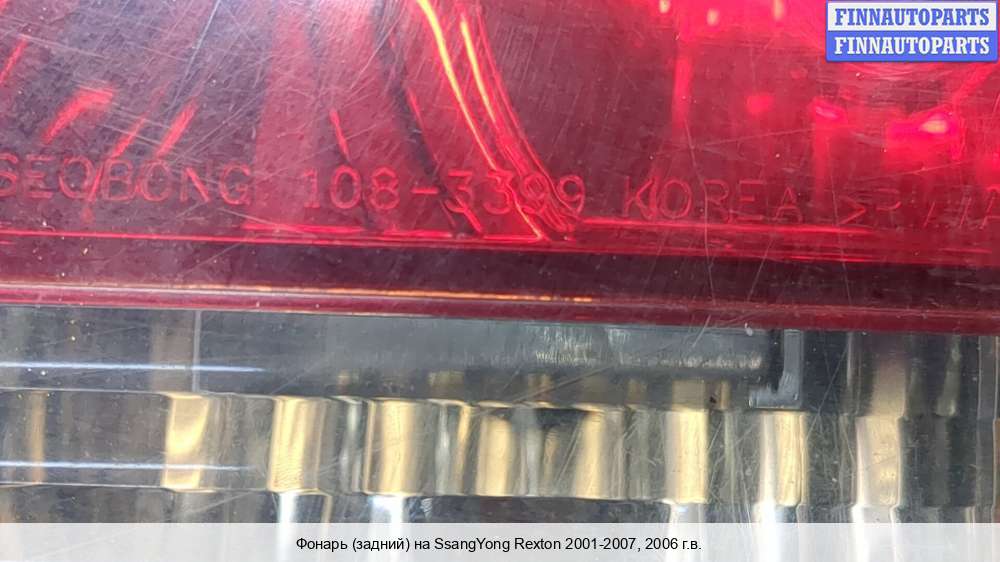 FINNAUTOPARTS
FINNAUTOPARTS
SEOBONG 108-3399 KOREA
Фонарь (задний) на SsangYong Rexton 2001-2007, 2006 г.в.